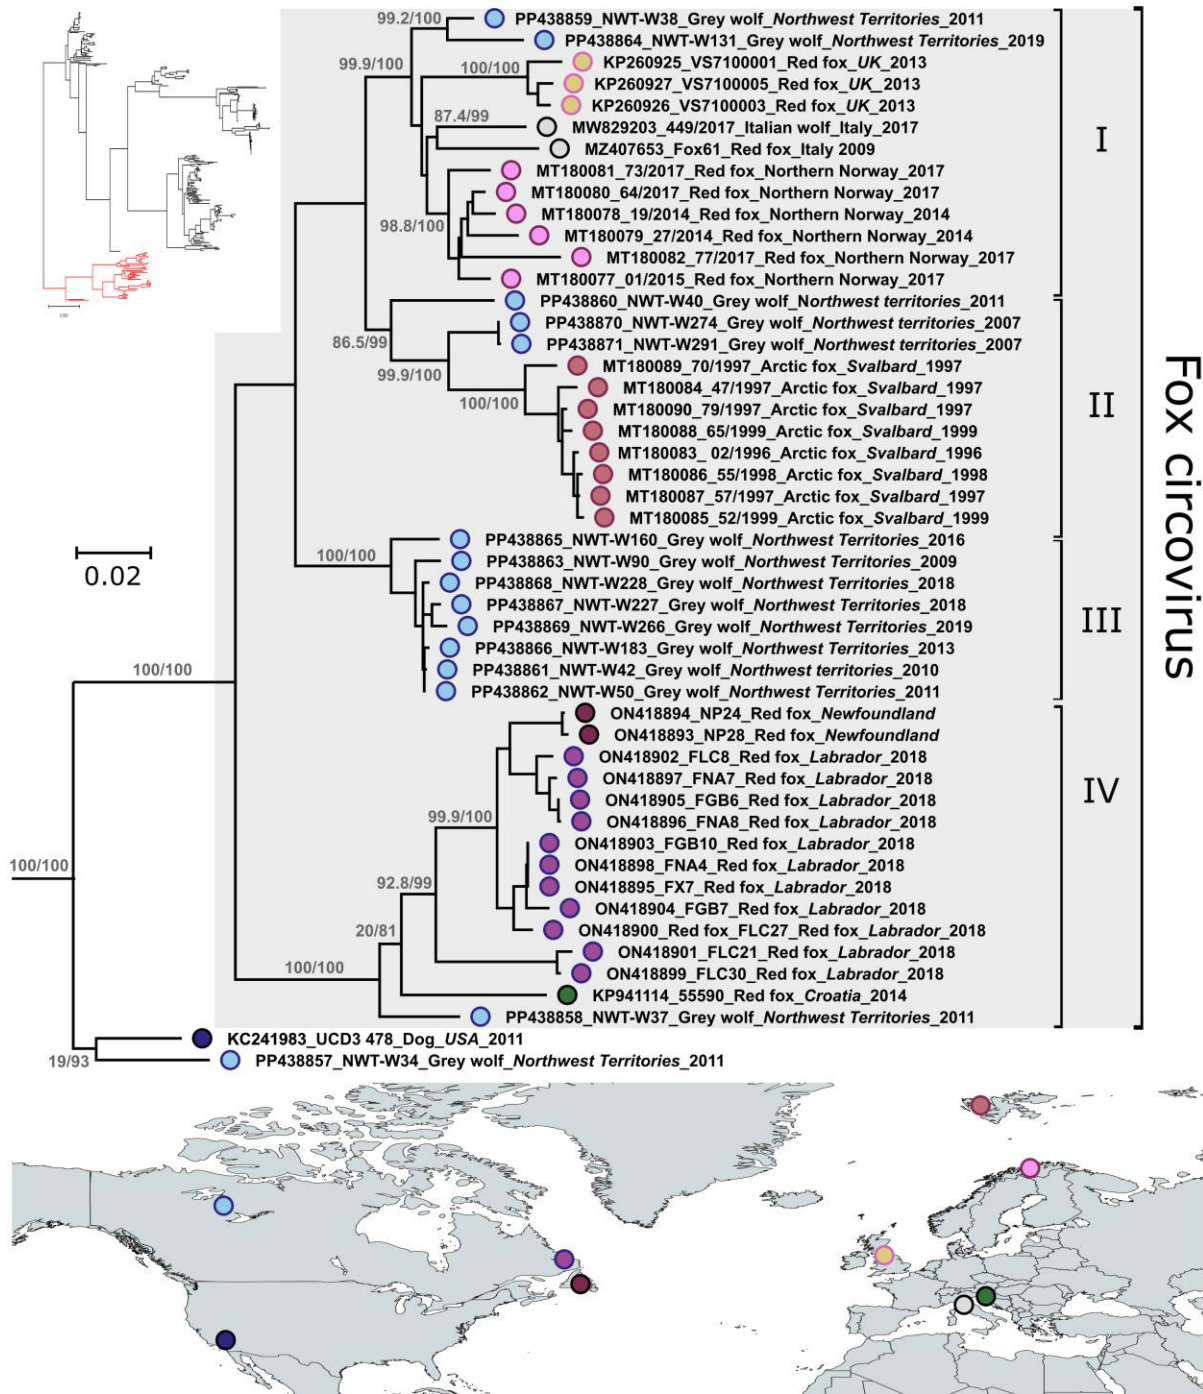 99.2/100
PP438859_NWT-W38_Grey wolf_Northwest Territories_2011
PP438864_NWT-W131_Grey wolf_Northwest Territories_2019
99.9/100
100/100
KP260925_VS7100001_Red fox_UK_2013
KP260927_VS7100005_Red fox_UK_2013
KP260926_VS7100003_Red fox_UK_2013
87.4/99
MW829203_449/2017_Italian wolf_Italy_2017
I
MZ407653_Fox61_Red fox_Italy 2009
MT180081_73/2017_Red fox_Northern Norway_2017
MT180080_64/2017_Red fox_Northern Norway_2017
MT180078_19/2014_Red fox_Northern Norway_2014
98.8/100
MT180079_27/2014_Red fox_Northern Norway_2014
MT180082_77/2017_Red fox_Northern Norway_2017
MT180077_01/2015_Red fox_Northern Norway_2017
PP438860_NWT-W40_Grey wolf_Northwest territories_2011
PP438870_NWT-W274_Grey wolf_Northwest territories_2007
86.5/99
PP438871_NWT-W291_Grey wolf_Northwest territories_2007
99.9/100
MT180089_70/1997_Arctic fox_Svalbard_1997
MT180084_47/1997_Arctic fox_Svalbard_1997
100/100
MT180090_79/1997_Arctic fox_Svalbard_1997
II
MT180088_65/1999_Arctic fox_Svalbard_1999
MT180083_ 02/1996_Arctic fox_Svalbard_1996
MT180086_55/1998_Arctic fox_Svalbard_1998
MT180087_57/1997_Arctic fox_Svalbard_1997
MT180085_52/1999_Arctic fox_Svalbard_1999
Fox circovirus
0.02
100/100
PP438865_NWT-W160_Grey wolf_Northwest Territories_2016
PP438863_NWT-W90_Grey wolf_Northwest Territories_2009
PP438868_NWT-W228_Grey wolf_Northwest Territories_2018
PP438867_NWT-W227_Grey wolf_Northwest Territories_2018
PP438869_NWT-W266_Grey wolf_Northwest Territories_2019
III
PP438866_NWT-W183_Grey wolf_Northwest Territories_2013
PP438861_NWT-W42_Grey wolf_Northwest Territories_2010
PP438862_NWT-W50_Grey wolf_Northwest Territories_2011
100/100
ON418894_NP24_Red fox_Newfoundland
ON418893_NP28_Red fox_Newfoundland
ON418902_FLC8_Red fox_Labrador_2018
ON418897_FNA7_Red fox_Labrador_2018
IV
ON418905_FGB6_Red fox_Labrador_2018
99.9/100
ON418896_FNA8_Red fox_Labrador_2018
ON418903_FGB10_Red fox_Labrador_2018
100/100
ON418898_FNA4_Red fox_Labrador_2018
92.8/99
ON418895_FX7_Red fox_Labrador_2018
ON418904_FGB7_Red fox_Labrador_2018
20/81
ON418900_Red fox_FLC27_Red fox_Labrador_2018
ON418901_FLC21_Red fox_Labrador_2018
100/100
ON418899_FLC30_Red fox_Labrador_2018
KP941114_55590_Red fox_Croatia_2014
PP438858_NWT-W37_Grey wolf_Northwest Territories_2011
KC241983_UCD3 478_Dog_USA_2011
19/93
PP438857_NWT-W34_Grey wolf_Northwest Territories_2011